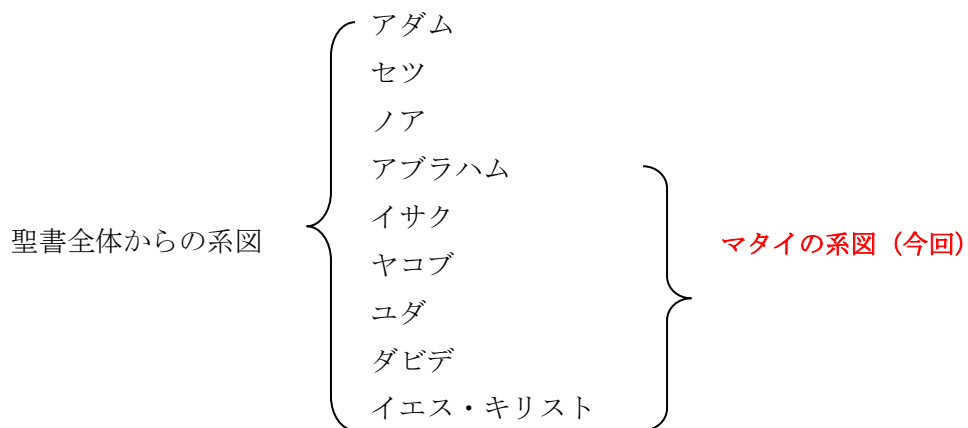 アダム
セツ
ノア
アブラハム
イサク
聖書全体からの系図
マタイの系図（今回）
ヤコブ
ユダ
ダビデ
イエス・キリスト